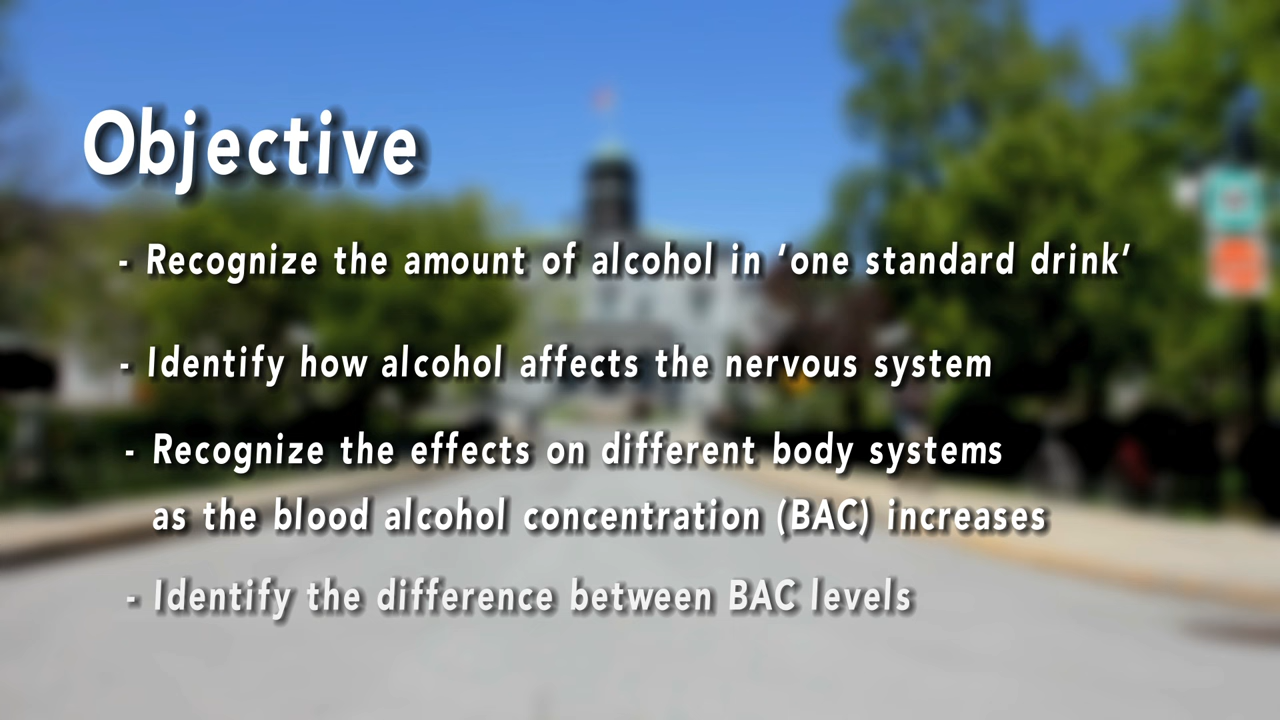 Objective
- Recognize the amount of alcohol in ‘one standard drink’
- Identify how alcohol affects the nervous system
- Recognize the effects on different body systems
as the blood alcohol concentration (BAC) increases
- Identify the difference between BAC levels